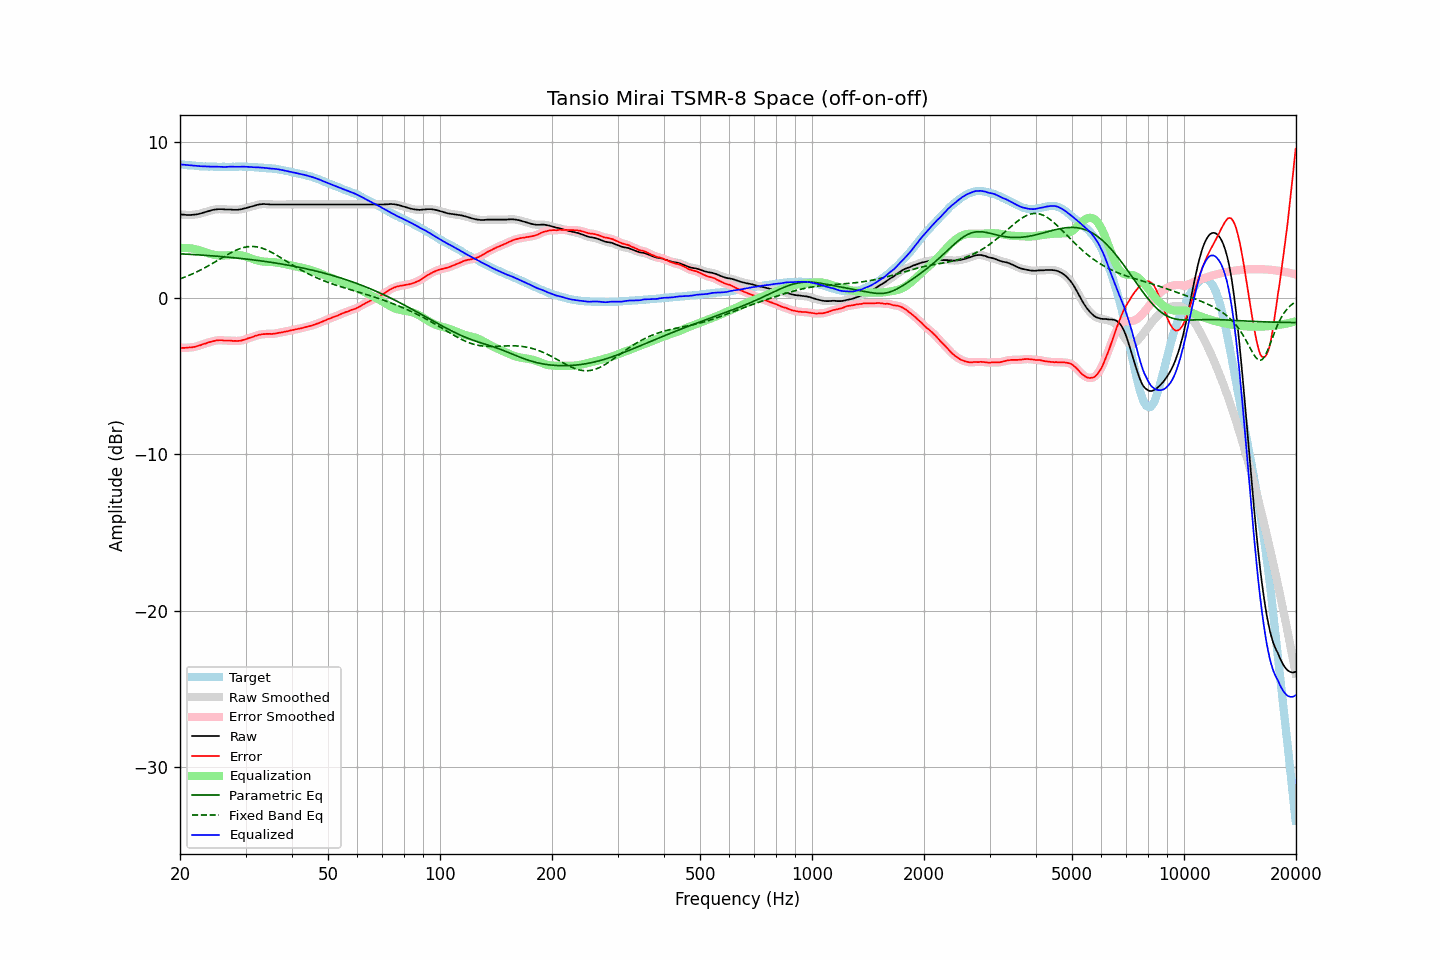 Tansio Mirai TSMR-8 Space (off-on-off)
10
0
−10
−20
−30
Amplitude (dBr)
Target
Raw Smoothed
Error Smoothed
Raw
Error
Equalization
Parametric Eq
Fixed Band Eq
Equalized
20 50 100 200 500 1000 2000 5000 10000 20000
Frequency (Hz)